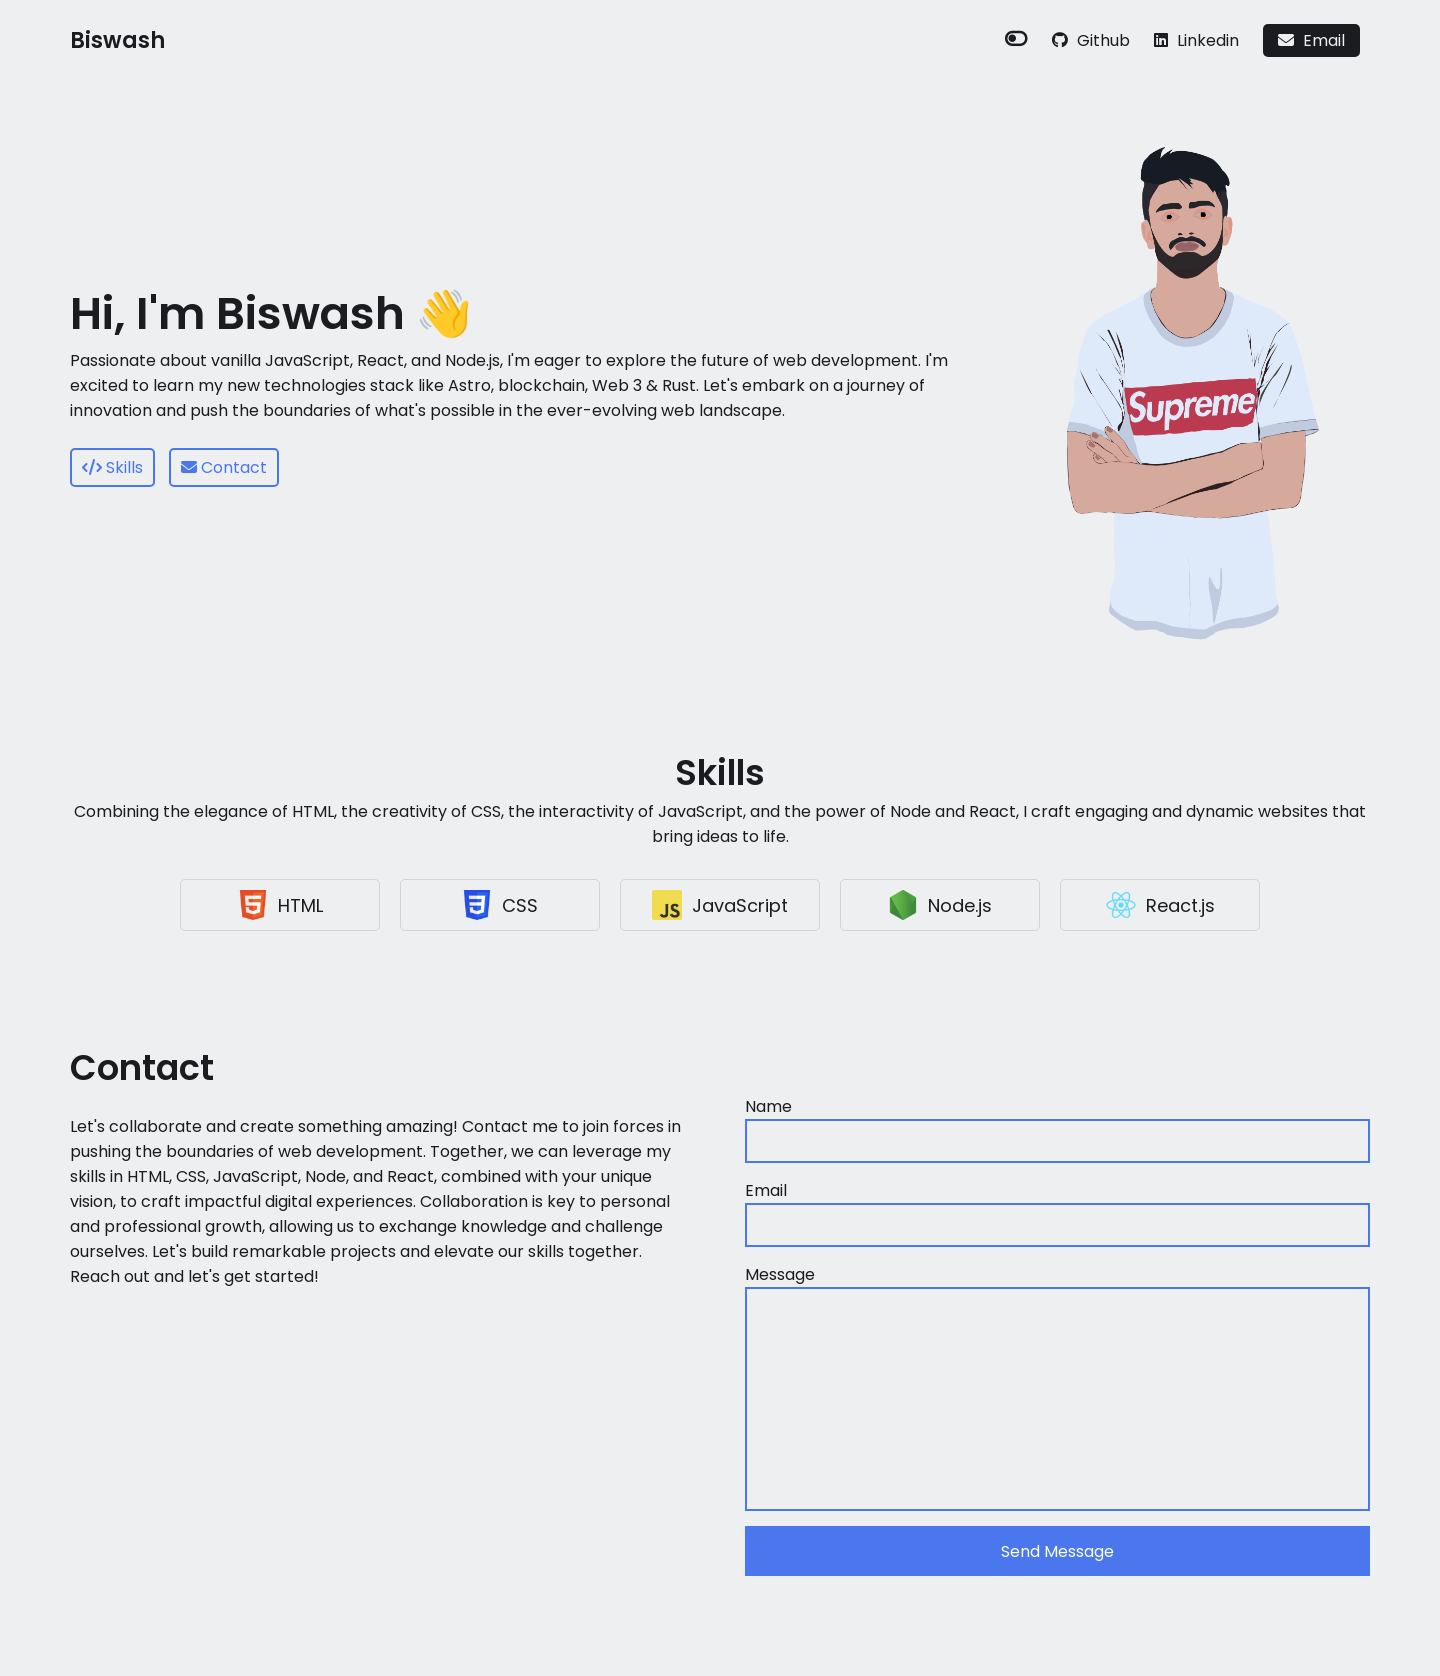 Biswash
Github
Linkedin
Email
Hi, I'm Biswash 👋
Passionate about vanilla JavaScript, React, and Node.js, I'm eager to explore the future of web development. I'm
excited to learn my new technologies stack like Astro, blockchain, Web 3 & Rust. Let's embark on a journey of
innovation and push the boundaries of what's possible in the ever-evolving web landscape.
Skills
Contact
Supreme
Skills
Combining the elegance of HTML, the creativity of CSS, the interactivity of JavaScript, and the power of Node and React, I craft engaging and dynamic websites that
bring ideas to life.
HTML
CSS
JS
JavaScript
Node.js
React.js
Contact
Let's collaborate and create something amazing! Contact me to join forces in
pushing the boundaries of web development. Together, we can leverage my
skills in HTML, CSS, JavaScript, Node, and React, combined with your unique
vision, to craft impactful digital experiences. Collaboration is key to personal
and professional growth, allowing us to exchange knowledge and challenge
ourselves. Let's build remarkable projects and elevate our skills together.
Reach out and let's get started!
Name
Email
Message
Send Message